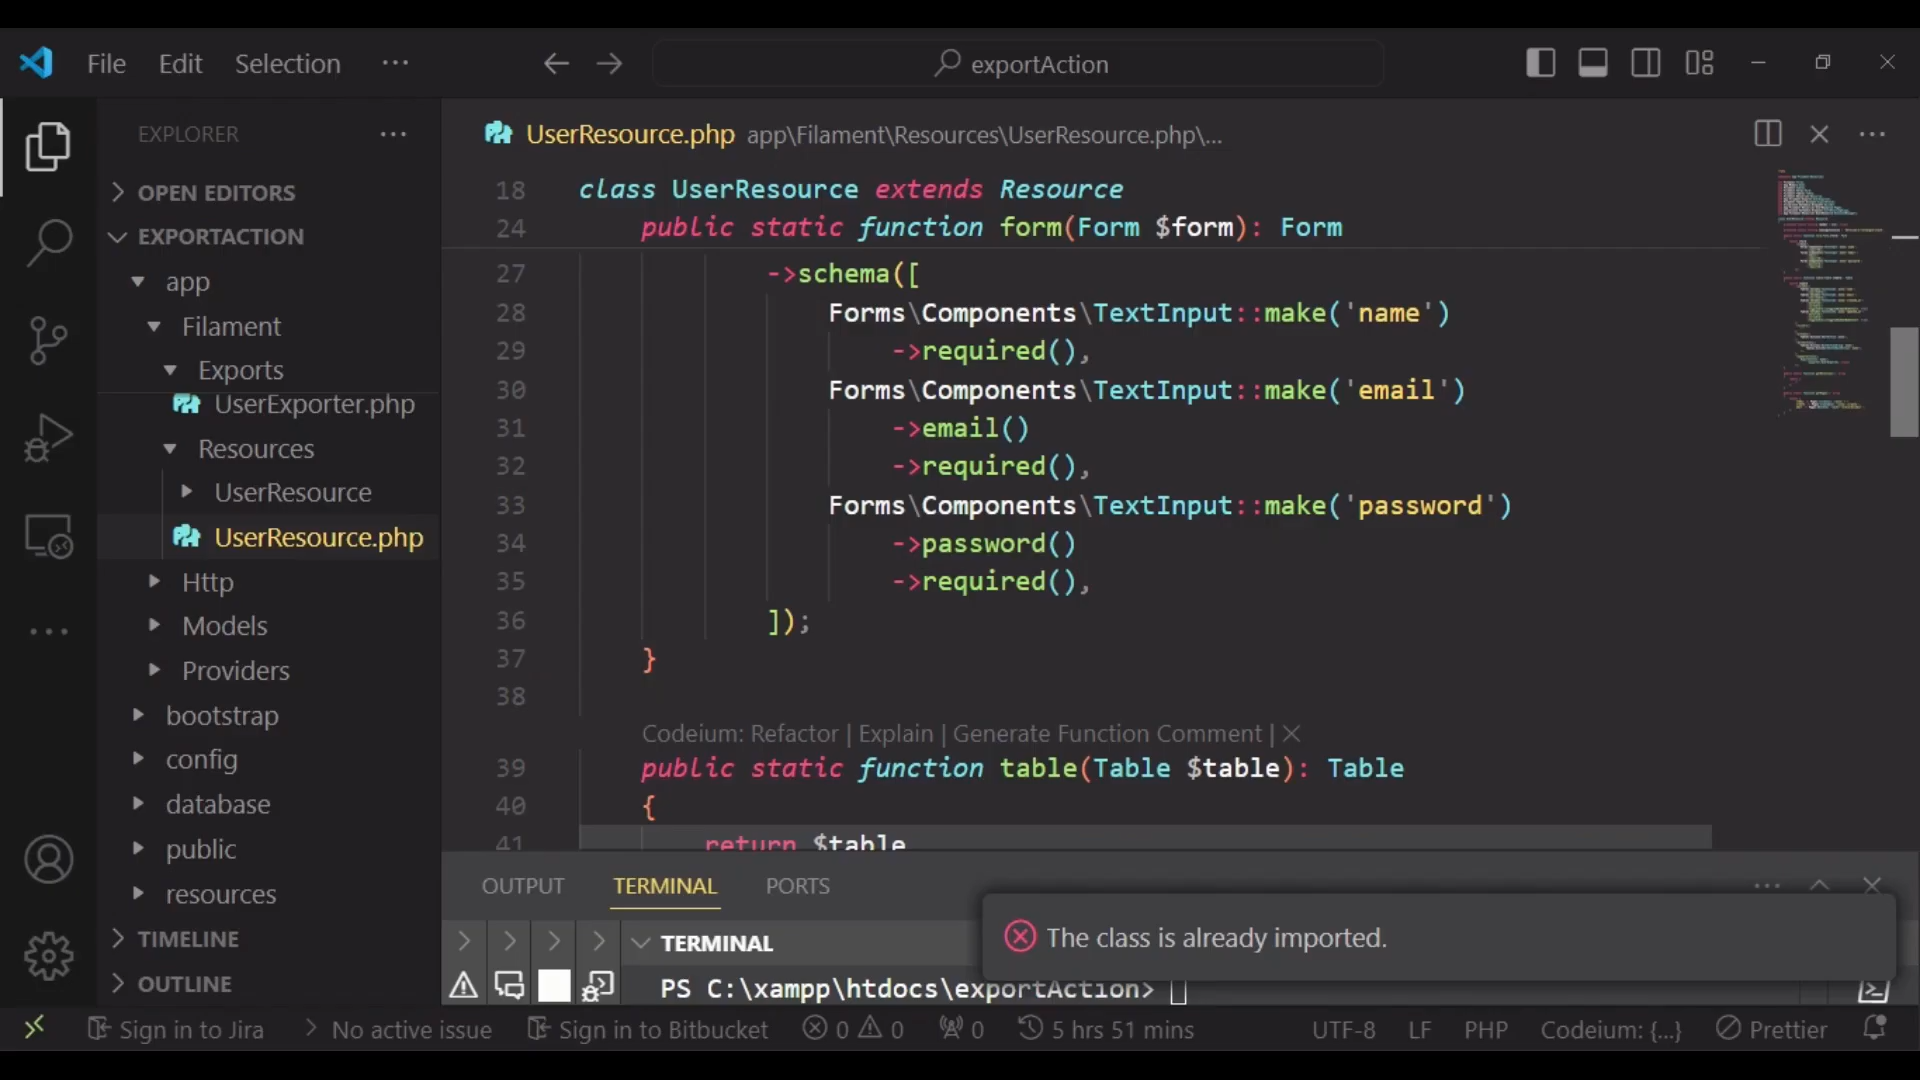 File Edit Selection ...
exportAction
EXPLORER ...
OPEN EDITORS
EXPORTACTION
app
Filament
Exports
UserExporter.php
Resources
UserResource
UserResource.php
Http
Models
Providers
bootstrap
config
database
public
resources
TIMELINE
OUTLINE
UserResource.php app\Filament\Resources\UserResource.php\...
18 class UserResource extends Resource
24 public static function form(Form $form): Form
27 ->schema([
28 Forms\Components\TextInput::make('name')
29 ->required(),
30 Forms\Components\TextInput::make('email')
31 ->email()
32 ->required(),
33 Forms\Components\TextInput::make('password')
34 ->password()
35 ->required(),
36 ]);
37 }
38
Codeium: Refactor | Explain | Generate Function Comment | ×
39 public static function table(Table $table): Table
40 {
41 return $table
OUTPUT TERMINAL PORTS
TERMINAL
The class is already imported.
PS C:\xampp\htdocs\exportAction>
Sign in to Jira No active issue Sign in to Bitbucket 0 0 0 5 hrs 51 mins UTF-8 LF PHP Codeium: {...} Prettier